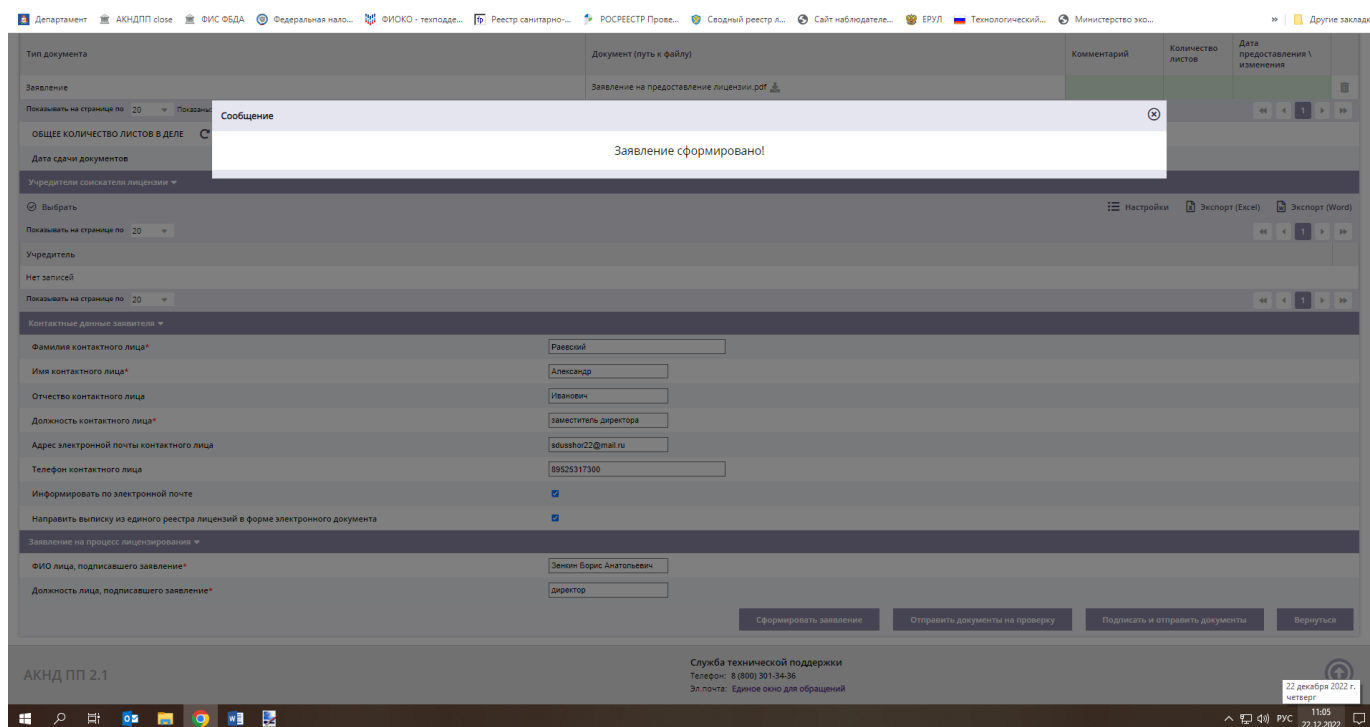 Департамент АКНДПП close ФИС ФБДА Федеральная нало... ФИОКО - техподде... Реестр санитарно-... РОСРЕЕСТР Прове... Сводный реестр л... Сайт наблюдателе... ЕРУЛ Технологический... Министерство эко... » Другие заклад
Тип документа Документ (путь к файлу) Комментарий Количество листов Дата предоставления \ изменения
Заявление Заявление на предоставление лицензии.pdf
Показывать на странице по 20 Показаны 1
Сообщение
ОБЩЕЕ КОЛИЧЕСТВО ЛИСТОВ В ДЕЛЕ
Заявление сформировано!
Дата сдачи документов
Учредители соискателя лицензии
Выбрать Настройки Экспорт (Excel) Экспорт (Word)
Показывать на странице по 20 1
Учредитель
Нет записей
Показывать на странице по 20 1
Контактные данные заявителя
Фамилия контактного лица* Раевский
Имя контактного лица* Александр
Отчество контактного лица Иванович
Должность контактного лица* заместитель директора
Адрес электронной почты контактного лица sdusshor22@mail.ru
Телефон контактного лица 89525317300
Информировать по электронной почте
Направить выписку из единого реестра лицензий в форме электронного документа
Заявление на процесс лицензирования
ФИО лица, подписавшего заявление* Зенкин Борис Анатольевич
Должность лица, подписавшего заявление* директор
Сформировать заявление Отправить документы на проверку Подписать и отправить документы Вернуться
АКНД ПП 2.1
Служба технической поддержки
Телефон: 8 (800) 301-34-36
Эл.почта: Единое окно для обращений
22 декабря 2022 г.
четверг
РУС 11:05
22.12.2022